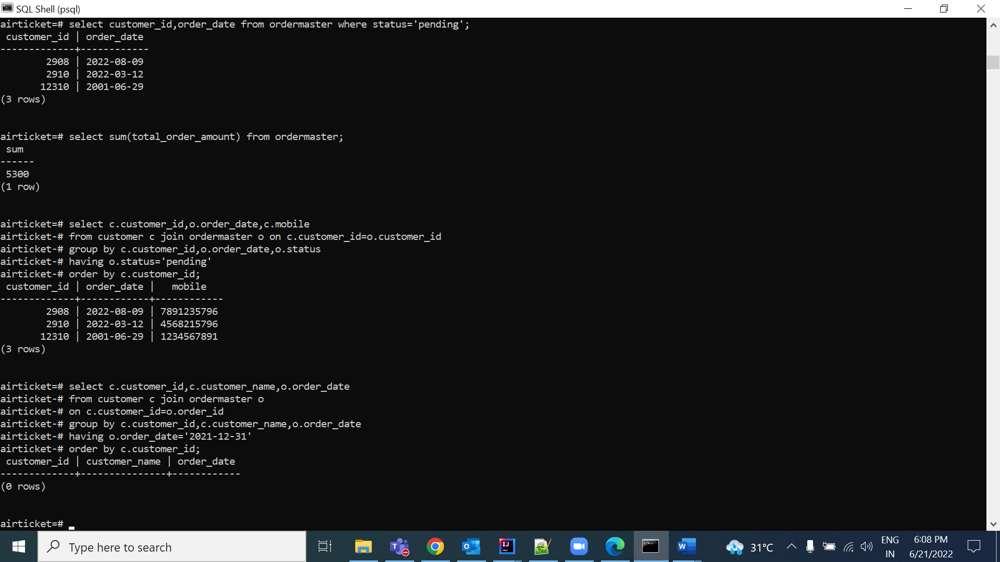 SQL Shell (psql)
airticket=# select customer_id,order_date from ordermaster where status='pending';
 customer_id | order_date
-------------+------------
        2908 | 2022-08-09
        2910 | 2022-03-12
       12310 | 2001-06-29
(3 rows)
airticket=# select sum(total_order_amount) from ordermaster;
 sum
------
 5300
(1 row)
airticket=# select c.customer_id,o.order_date,c.mobile
airticket-# from customer c join ordermaster o on c.customer_id=o.customer_id
airticket-# group by c.customer_id,o.order_date,o.status
airticket-# having o.status='pending'
airticket-# order by c.customer_id;
 customer_id | order_date |   mobile
-------------+------------+------------
        2908 | 2022-08-09 | 7891235796
        2910 | 2022-03-12 | 4568215796
       12310 | 2001-06-29 | 1234567891
(3 rows)
airticket=# select c.customer_id,c.customer_name,o.order_date
airticket-# from customer c join ordermaster o
airticket-# on c.customer_id=o.order_id
airticket-# group by c.customer_id,c.customer_name,o.order_date
airticket-# having o.order_date='2021-12-31'
airticket-# order by c.customer_id;
 customer_id | customer_name | order_date
-------------+---------------+------------
(0 rows)
airticket=#
Type here to search
31°C
ENG
IN
6:08 PM
6/21/2022